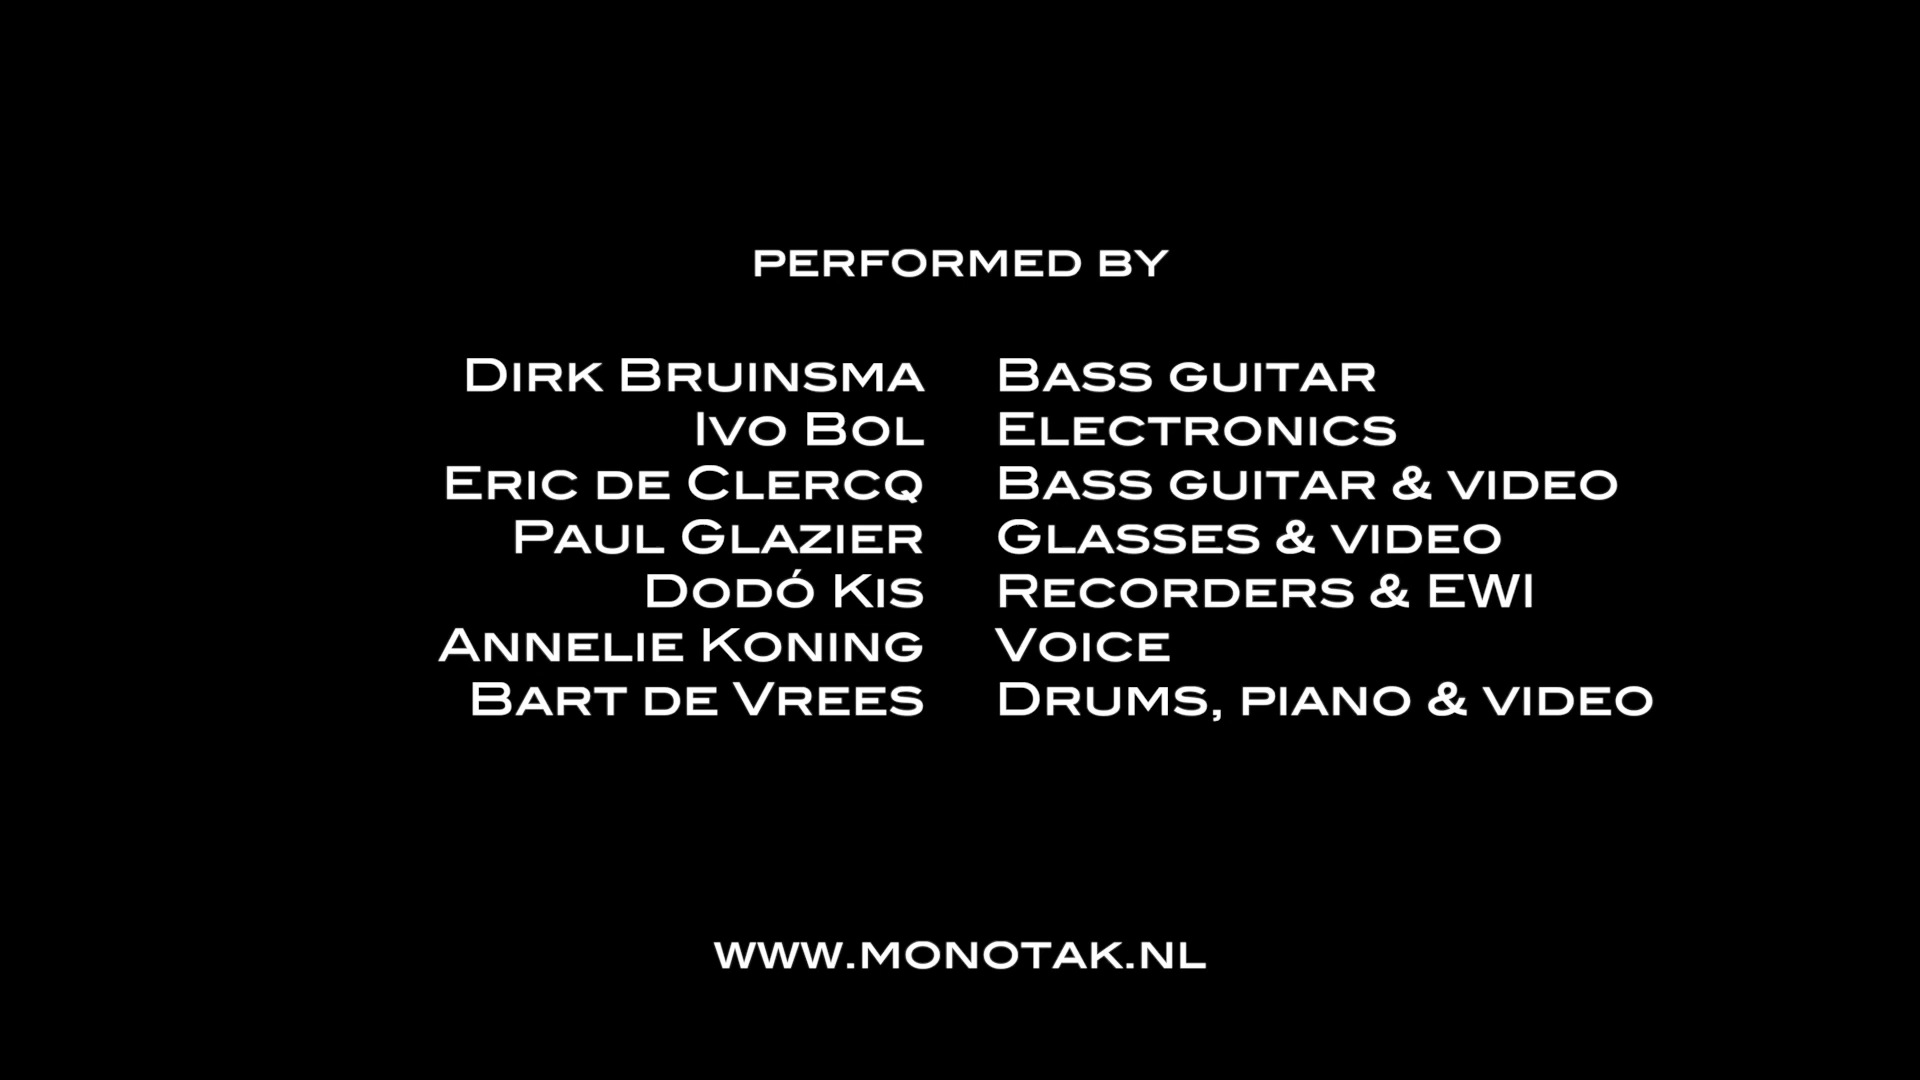 PERFORMED BY
DIRK BRUINSMA BASS GUITAR
IVO BOL ELECTRONICS
ERIC DE CLERCQ BASS GUITAR & VIDEO
PAUL GLAZIER GLASSES & VIDEO
DODÓ KIS RECORDERS & EWI
ANNELIE KONING VOICE
BART DE VREES DRUMS, PIANO & VIDEO
WWW.MONOTAK.NL